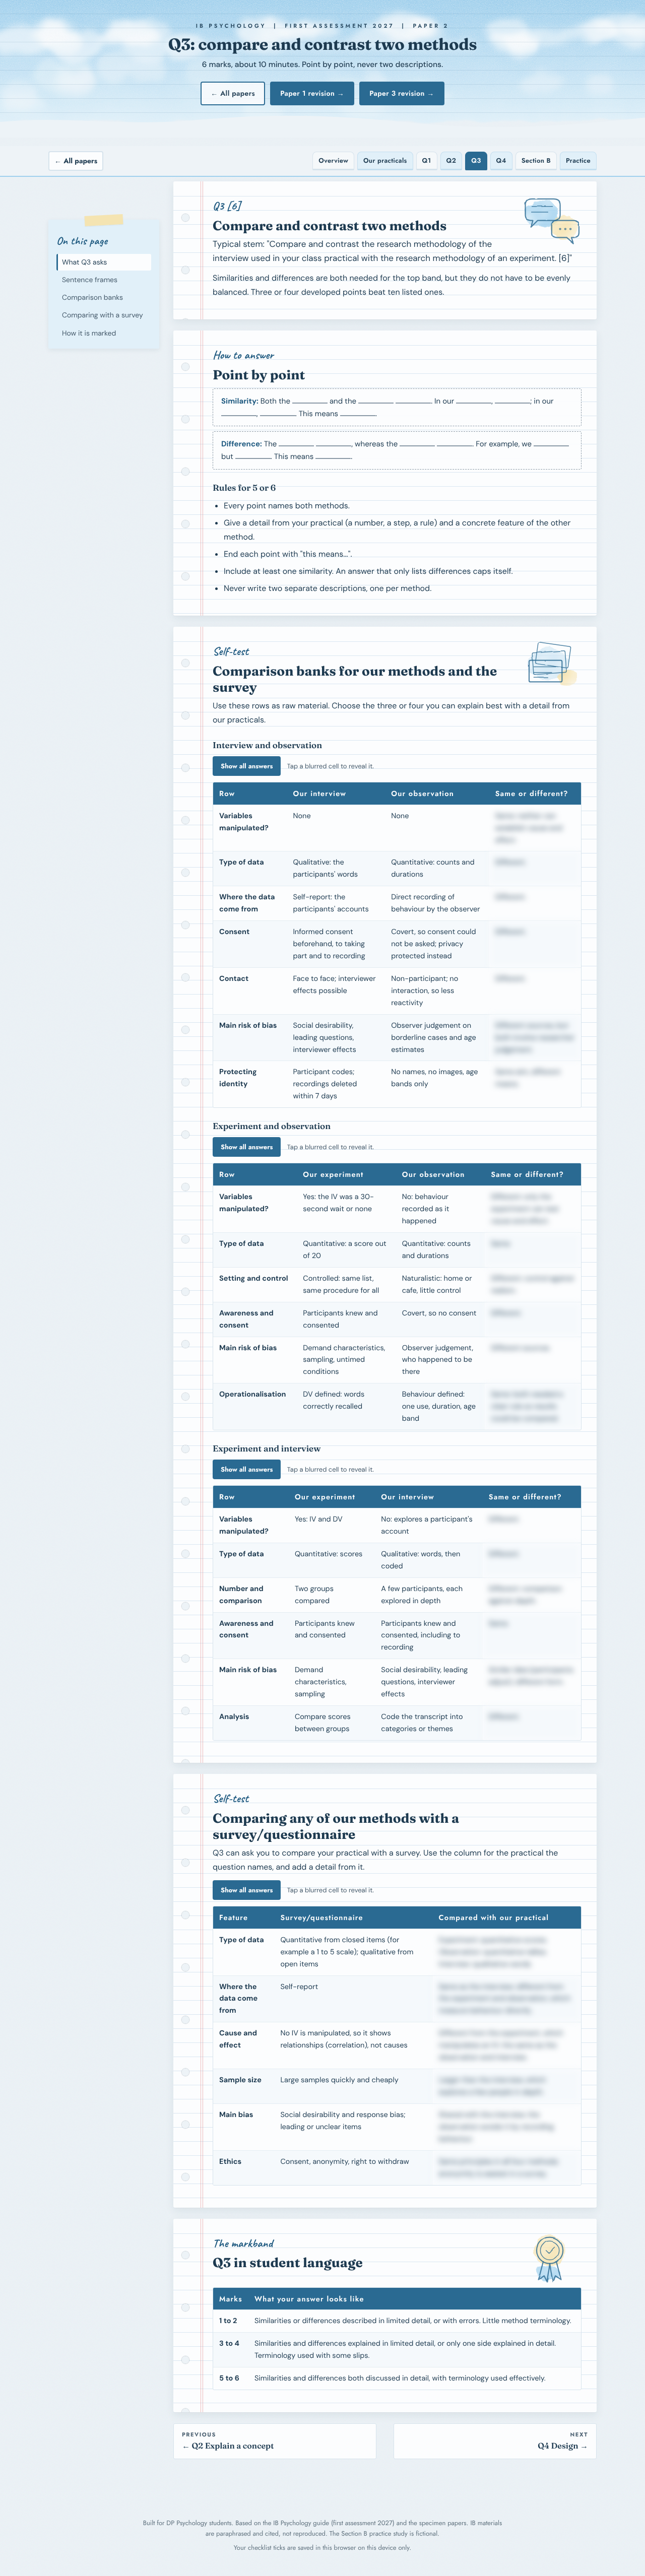 IB PSYCHOLOGY | FIRST ASSESSMENT 2027 | PAPER 2
Q3: compare and contrast two methods
6 marks, about 10 minutes. Point by point, never two descriptions.
← All papers
Paper 1 revision →
Paper 3 revision →
← All papers
Overview
Our practicals
Q1
Q2
Q3
Q4
Section B
Practice
On this page
What Q3 asks
Sentence frames
Comparison banks
Comparing with a survey
How it is marked
Q3 [6]
Compare and contrast two methods
Typical stem: "Compare and contrast the research methodology of the
interview used in your class practical with the research methodology of an experiment. [6]"
Similarities and differences are both needed for the top band, but they do not have to be evenly
balanced. Three or four developed points beat ten listed ones.
How to answer
Point by point
Similarity: Both the ________ and the ________ ________. In our ________, ________; in our
________, ________. This means ________.
Difference: The ________ ________, whereas the ________ ________. For example, we ________
but ________. This means ________.
Rules for 5 or 6
• Every point names both methods.
• Give a detail from your practical (a number, a step, a rule) and a concrete feature of the other
method.
• End each point with "this means...".
• Include at least one similarity. An answer that only lists differences caps itself.
• Never write two separate descriptions, one per method.
Self-test
Comparison banks for our methods and the
survey
Use these rows as raw material. Choose the three or four you can explain best with a detail from
our practicals.
Interview and observation
Show all answers Tap a blurred cell to reveal it.
Row Our interview Our observation Same or different?
Variables
manipulated?
None
None
Type of data
Qualitative: the
participants' words
Quantitative: counts and
durations
Where the data
come from
Self-report: the
participants' accounts
Direct recording of
behaviour by the observer
Consent
Informed consent
beforehand, to taking
part and to recording
Covert, so consent could
not be asked; privacy
protected instead
Contact
Face to face; interviewer
effects possible
Non-participant; no
interaction, so less
reactivity
Main risk of bias
Social desirability,
leading questions,
interviewer effects
Observer judgement on
borderline cases and age
estimates
Protecting
identity
Participant codes;
recordings deleted
within 7 days
No names, no images, age
bands only
Experiment and observation
Show all answers Tap a blurred cell to reveal it.
Row Our experiment Our observation Same or different?
Variables
manipulated?
Yes: the IV was a 30-
second wait or none
No: behaviour
recorded as it
happened
Type of data
Quantitative: a score out
of 20
Quantitative: counts
and durations
Setting and control
Controlled: same list,
same procedure for all
Naturalistic: home or
cafe, little control
Awareness and
consent
Participants knew and
consented
Covert, so no consent
Main risk of bias
Demand characteristics,
sampling, untimed
conditions
Observer judgement,
who happened to be
there
Operationalisation
DV defined: words
correctly recalled
Behaviour defined:
one use, duration, age
band
Experiment and interview
Show all answers Tap a blurred cell to reveal it.
Row Our experiment Our interview Same or different?
Variables
manipulated?
Yes: IV and DV
No: explores a participant's
account
Type of data
Quantitative: scores
Qualitative: words, then
coded
Number and
comparison
Two groups
compared
A few participants, each
explored in depth
Awareness and
consent
Participants knew
and consented
Participants knew and
consented, including to
recording
Main risk of bias
Demand
characteristics,
sampling
Social desirability, leading
questions, interviewer
effects
Analysis
Compare scores
between groups
Code the transcript into
categories or themes
Self-test
Comparing any of our methods with a
survey/questionnaire
Q3 can ask you to compare your practical with a survey. Use the column for the practical the
question names, and add a detail from it.
Show all answers Tap a blurred cell to reveal it.
Feature Survey/questionnaire Compared with our practical
Type of data
Quantitative from closed items (for
example a 1 to 5 scale); qualitative from
open items
Where the
data come
from
Self-report
Cause and
effect
No IV is manipulated, so it shows
relationships (correlation), not causes
Sample size
Large samples quickly and cheaply
Main bias
Social desirability and response bias;
leading or unclear items
Ethics
Consent, anonymity, right to withdraw
The markband
Q3 in student language
Marks What your answer looks like
1 to 2 Similarities or differences described in limited detail, or with errors. Little method terminology.
3 to 4 Similarities and differences explained in limited detail, or only one side explained in detail.
Terminology used with some slips.
5 to 6 Similarities and differences both discussed in detail, with terminology used effectively.
PREVIOUS
← Q2 Explain a concept
NEXT
Q4 Design →
Built for DP Psychology students. Based on the IB Psychology guide (first assessment 2027) and the specimen papers. IB materials
are paraphrased and cited, not reproduced. The Section B practice study is fictional.
Your checklist ticks are saved in this browser on this device only.